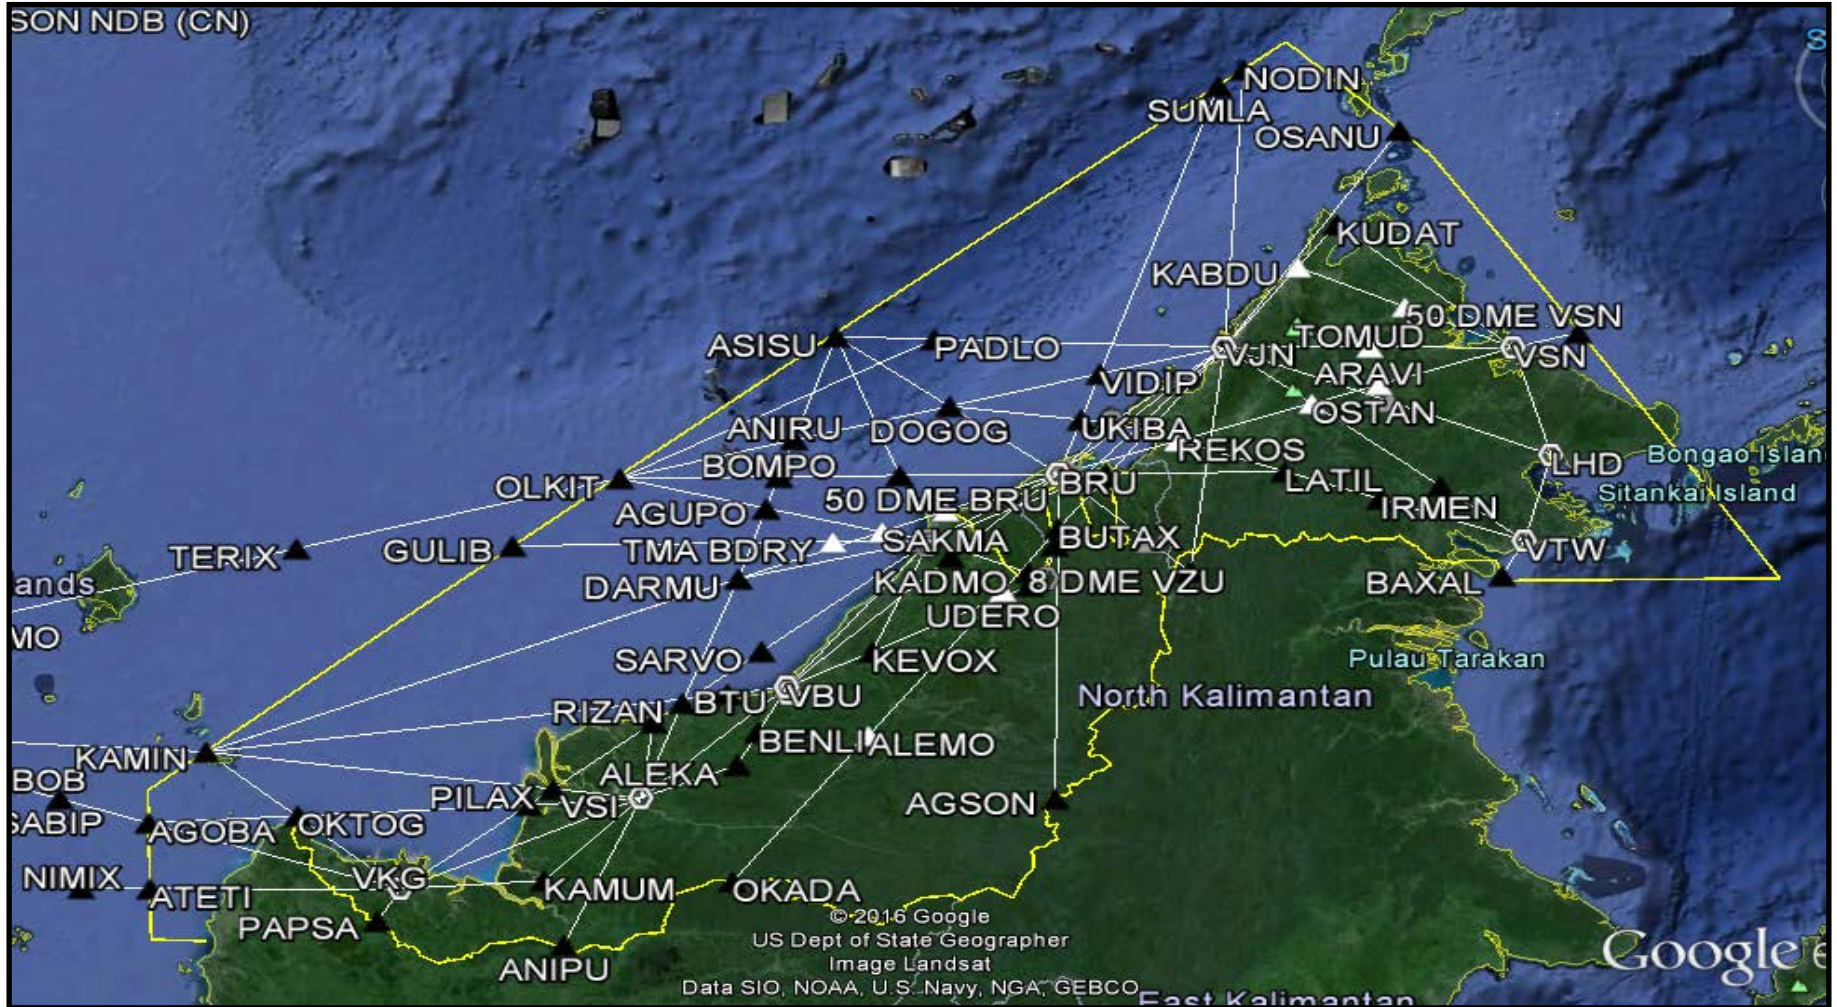 SON NDB (CN)
S
NODIN
SUMLA
OSANU
KUDAT
KABDU
50 DME VSN
TOMUD
ASISU
PADLO
VJN
VSN
VIDIP
ARAVI
ANIRU
DOGOG
UKIBA
OSTAN
REKOS
BOMPO
LHD
Bongao Islan
OLKIT
50 DME BRU
BRU
LATIL
Sitankai Island
AGUPO
IRMEN
TERIX
GULIB
TMA BDRY
SAKMA
BUTAX
VTW
ands
DARMU
KADMO
8 DME VZU
BAXAL
UDERO
MO
SARVO
KEVOX
Pulau Tarakan
RIZAN
BTU
VBU
North Kalimantan
KAMIN
BENLI
ALEMO
BOB
ALEKA
PILAX
VSI
AGSON
SABIP
AGOBA
OKTOG
NIMIX
ATETI
VKG
KAMUM
OKADA
PAPSA
© 2016 Google
US Dept of State Geographer
Image Landsat
Data SIO, NOAA, U.S. Navy, NGA, GEBCO
ANIPU
Google e
East Kalimantan